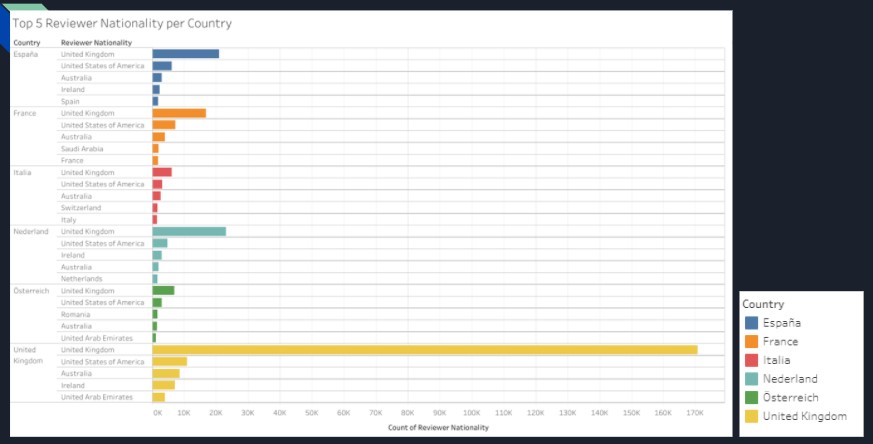 Top 5 Reviewer Nationality per Country
Country Reviewer Nationality
España United Kingdom
United States of America
Australia
Ireland
Spain
France United Kingdom
United States of America
Australia
Saudi Arabia
France
Italia United Kingdom
United States of America
Australia
Switzerland
Italy
Nederland United Kingdom
United States of America
Ireland
Australia
Netherlands
Österreich United Kingdom
United States of America
Romania
Australia
United Arab Emirates
United United Kingdom
Kingdom United States of America
Australia
Ireland
United Arab Emirates
0K 10K 20K 30K 40K 50K 60K 70K 80K 90K 100K 110K 120K 130K 140K 150K 160K 170K
Count of Reviewer Nationality
Country
España
France
Italia
Nederland
Österreich
United Kingdom